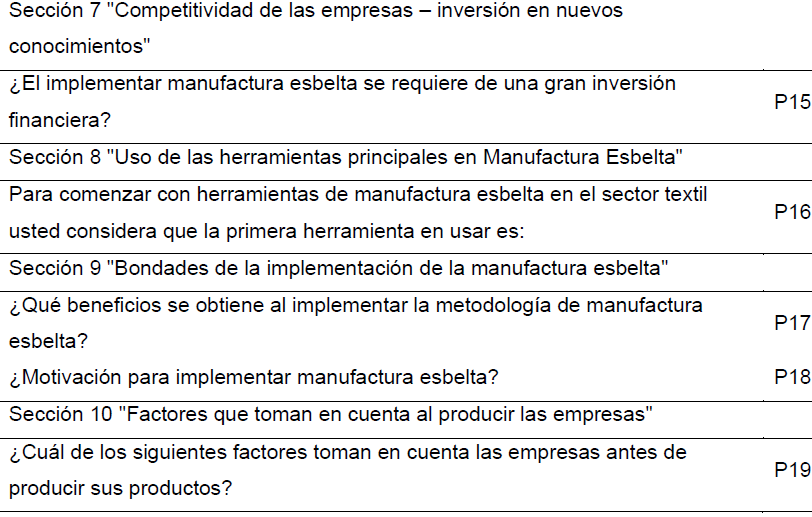 Sección 7 "Competitividad de las empresas – inversión en nuevos
conocimientos"
¿El implementar manufactura esbelta se requiere de una gran inversión
financiera?
P15
Sección 8 "Uso de las herramientas principales en Manufactura Esbelta"
Para comenzar con herramientas de manufactura esbelta en el sector textil
usted considera que la primera herramienta en usar es:
P16
Sección 9 "Bondades de la implementación de la manufactura esbelta"
¿Qué beneficios se obtiene al implementar la metodología de manufactura
esbelta?
P17
¿Motivación para implementar manufactura esbelta? P18
Sección 10 "Factores que toman en cuenta al producir las empresas"
¿Cuál de los siguientes factores toman en cuenta las empresas antes de
producir sus productos?
P19